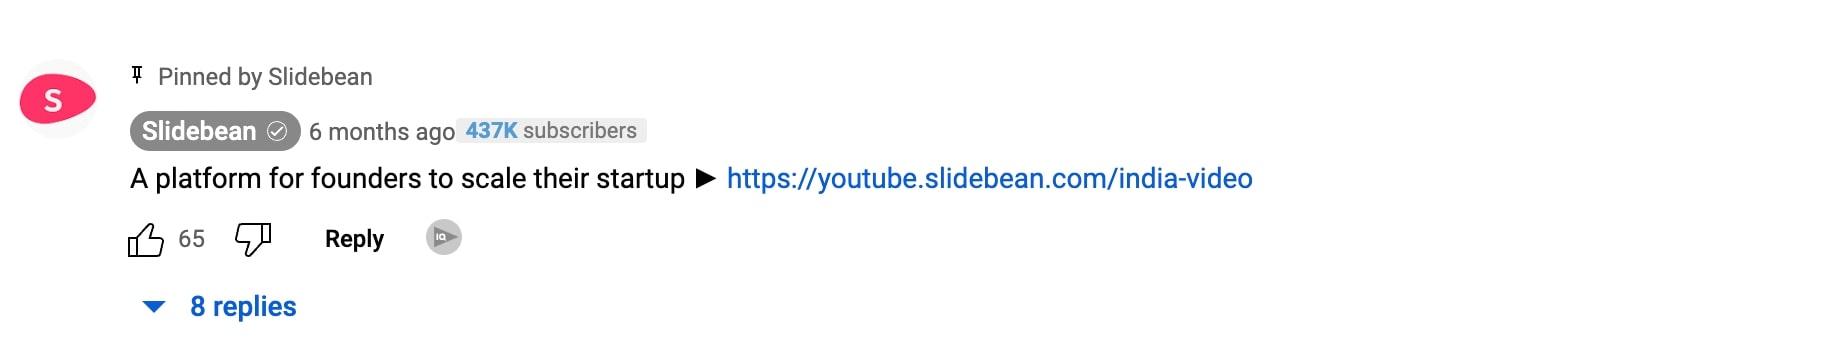 S
Pinned by Slidebean
Slidebean 6 months ago 437K subscribers
A platform for founders to scale their startup ► https://youtube.slidebean.com/india-video
65 Reply IQ
8 replies